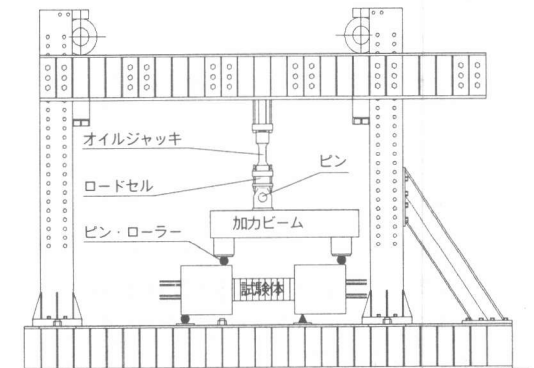 オイルジャッキ
ピン
ロードセル
加力ビーム
ピン・ローラー
試験体